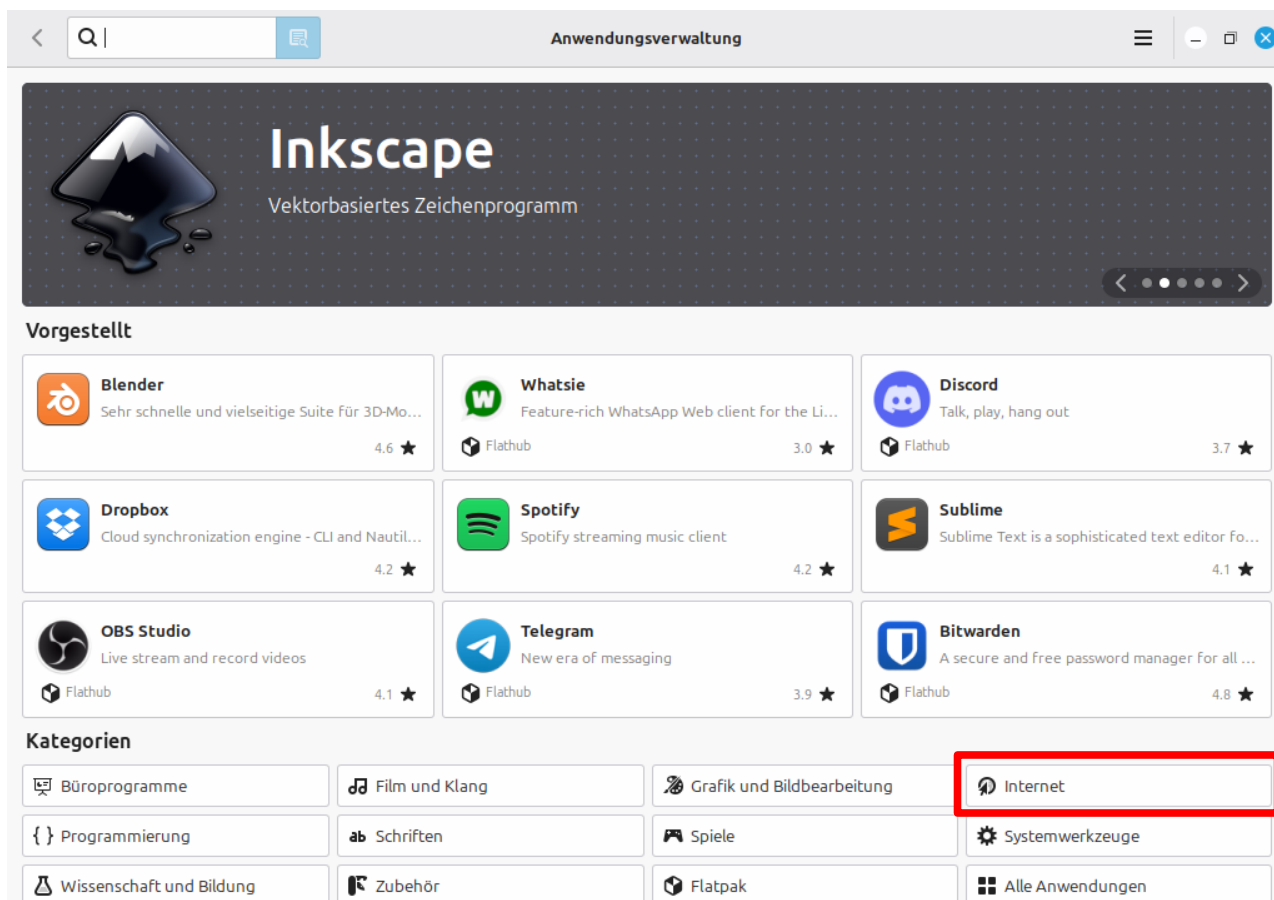 Anwendungsverwaltung
Inkscape
Vektorbasiertes Zeichenprogramm
Vorgestellt
Blender
Sehr schnelle und vielseitige Suite für 3D-Mo...
4.6 ★
Whatsie
Feature-rich WhatsApp Web client for the Li...
Flathub 3.0 ★
Discord
Talk, play, hang out
Flathub 3.7 ★
Dropbox
Cloud synchronization engine - CLI and Nautil...
4.2 ★
Spotify
Spotify streaming music client
4.2 ★
Sublime
Sublime Text is a sophisticated text editor fo...
4.1 ★
OBS Studio
Live stream and record videos
Flathub 4.1 ★
Telegram
New era of messaging
Flathub 3.9 ★
Bitwarden
A secure and free password manager for all ...
Flathub 4.8 ★
Kategorien
Büroprogramme Film und Klang Grafik und Bildbearbeitung Internet
{ } Programmierung ab Schriften Spiele Systemwerkzeuge
Wissenschaft und Bildung Zubehör Flatpak Alle Anwendungen